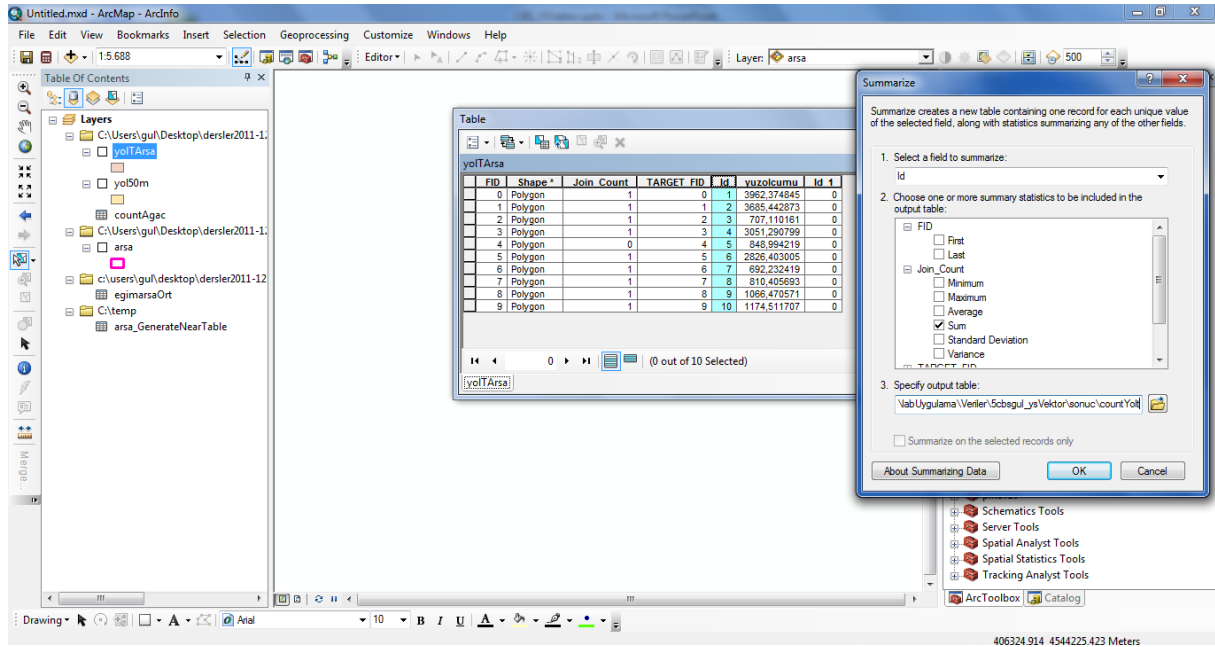 Untitled.mxd - ArcMap - ArcInfo
File Edit View Bookmarks Insert Selection Geoprocessing Customize Windows Help
1:5.688
Editor
Layer: arsa
500
Table Of Contents
Layers
C:\Users\gul\Desktop\dersler2011-1
yolTArsa
yol50m
countAgac
C:\Users\gul\Desktop\dersler2011-1
arsa
c:\users\gul\desktop\dersler2011-12
egimarsaOrt
C:\temp
arsa_GenerateNearTable
Merge...
Table
yolTArsa
FID Shape * Join_Count TARGET_FID Id yuzolcumu Id_1
0 Polygon 1 0 1 3962,374845 0
1 Polygon 1 1 2 3685,442873 0
2 Polygon 1 2 3 707,110161 0
3 Polygon 1 3 4 3051,290799 0
4 Polygon 0 4 5 848,994219 0
5 Polygon 1 5 6 2826,403005 0
6 Polygon 1 6 7 692,232419 0
7 Polygon 1 7 8 810,405693 0
8 Polygon 1 8 9 1066,470571 0
9 Polygon 1 9 10 1174,511707 0
0
(0 out of 10 Selected)
yolTArsa
Summarize
Summarize creates a new table containing one record for each unique value
of the selected field, along with statistics summarizing any of the other fields.
1. Select a field to summarize:
Id
2. Choose one or more summary statistics to be included in the
output table:
FID
First
Last
Join_Count
Minimum
Maximum
Average
Sum
Standard Deviation
Variance
TARGET_FID
3. Specify output table:
\labUygulama\Veriler\5cbsgul_ysVektor\sonuc\countYolt
Summarize on the selected records only
About Summarizing Data
OK
Cancel
Schematics Tools
Server Tools
Spatial Analyst Tools
Spatial Statistics Tools
Tracking Analyst Tools
ArcToolbox Catalog
Drawing
A
Arial
10
B I U A
406324,914 4544225,423 Meters